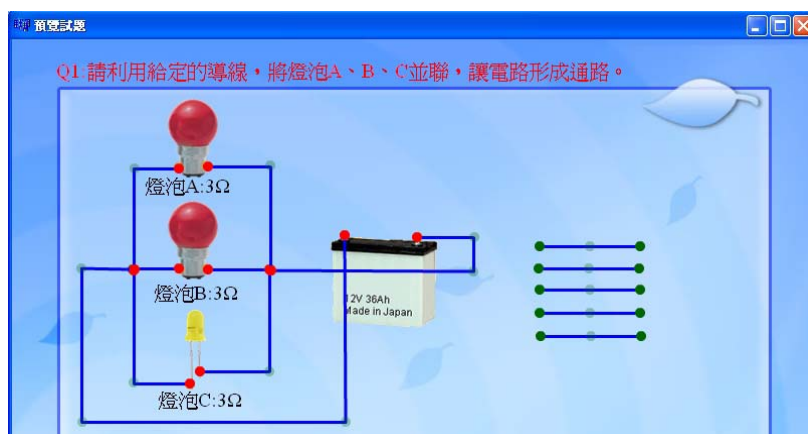 預覽試題
Q1:請利用給定的導線，將燈泡A、B、C並聯，讓電路形成通路。
燈泡A:3Ω
燈泡B:3Ω
12V 36Ah
Made in Japan
燈泡C:3Ω